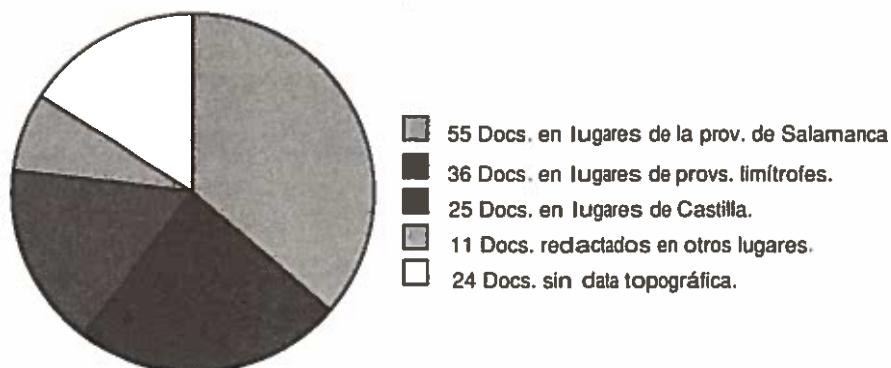 55 Docs. en lugares de la prov. de Salamanca
36 Docs. en lugares de provs. limítrofes.
25 Docs. en lugares de Castilla.
11 Docs. redactados en otros lugares.
24 Docs. sin data topográfica.